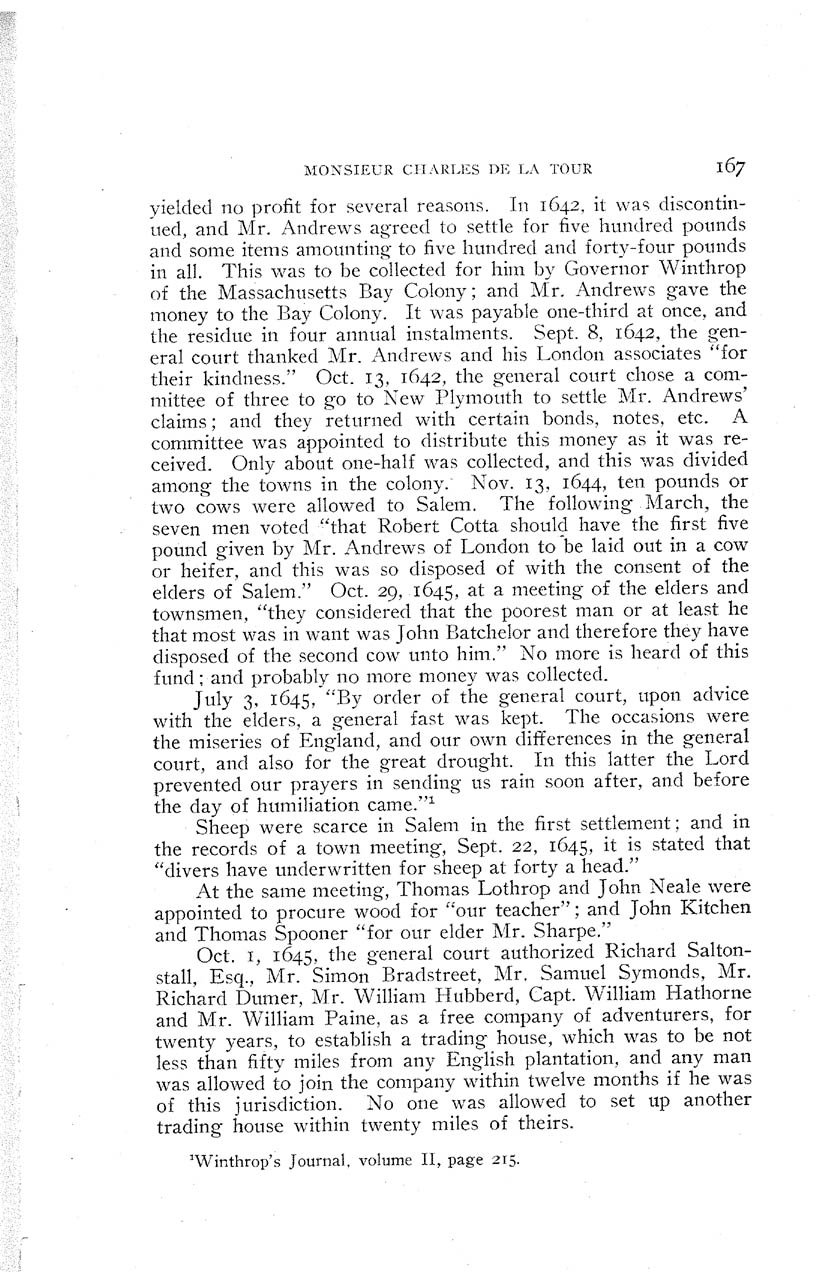 MONSIEUR CHARLES DE LA TOUR 167
yielded no profit for several reasons. In 1642, it was discontin-
ued, and Mr. Andrews agreed to settle for five hundred pounds
and some items amounting to five hundred and forty-four pounds
in all. This was to be collected for him by Governor Winthrop
of the Massachusetts Bay Colony; and Mr. Andrews gave the
money to the Bay Colony. It was payable one-third at once, and
the residue in four annual instalments. Sept. 8, 1642, the gen-
eral court thanked Mr. Andrews and his London associates "for
their kindness." Oct. 13, 1642, the general court chose a com-
mittee of three to go to New Plymouth to settle Mr. Andrews'
claims; and they returned with certain bonds, notes, etc. A
committee was appointed to distribute this money as it was re-
ceived. Only about one-half was collected, and this was divided
among the towns in the colony. Nov. 13, 1644, ten pounds or
two cows were allowed to Salem. The following March, the
seven men voted "that Robert Cotta should have the first five
pound given by Mr. Andrews of London to be laid out in a cow
or heifer, and this was so disposed of with the consent of the
elders of Salem." Oct. 29, 1645, at a meeting of the elders and
townsmen, "they considered that the poorest man or at least he
that most was in want was John Batchelor and therefore they have
disposed of the second cow unto him." No more is heard of this
fund; and probably no more money was collected.
July 3, 1645, "By order of the general court, upon advice
with the elders, a general fast was kept. The occasions were
the miseries of England, and our own differences in the general
court, and also for the great drought. In this latter the Lord
prevented our prayers in sending us rain soon after, and before
the day of humiliation came."¹
Sheep were scarce in Salem in the first settlement; and in
the records of a town meeting, Sept. 22, 1645, it is stated that
"divers have underwritten for sheep at forty a head."
At the same meeting, Thomas Lothrop and John Neale were
appointed to procure wood for "our teacher"; and John Kitchen
and Thomas Spooner "for our elder Mr. Sharpe."
Oct. 1, 1645, the general court authorized Richard Salton-
stall, Esq., Mr. Simon Bradstreet, Mr. Samuel Symonds, Mr.
Richard Dumer, Mr. William Hubberd, Capt. William Hathorne
and Mr. William Paine, as a free company of adventurers, for
twenty years, to establish a trading house, which was to be not
less than fifty miles from any English plantation, and any man
was allowed to join the company within twelve months if he was
of this jurisdiction. No one was allowed to set up another
trading house within twenty miles of theirs.
¹Winthrop's Journal, volume II, page 215.